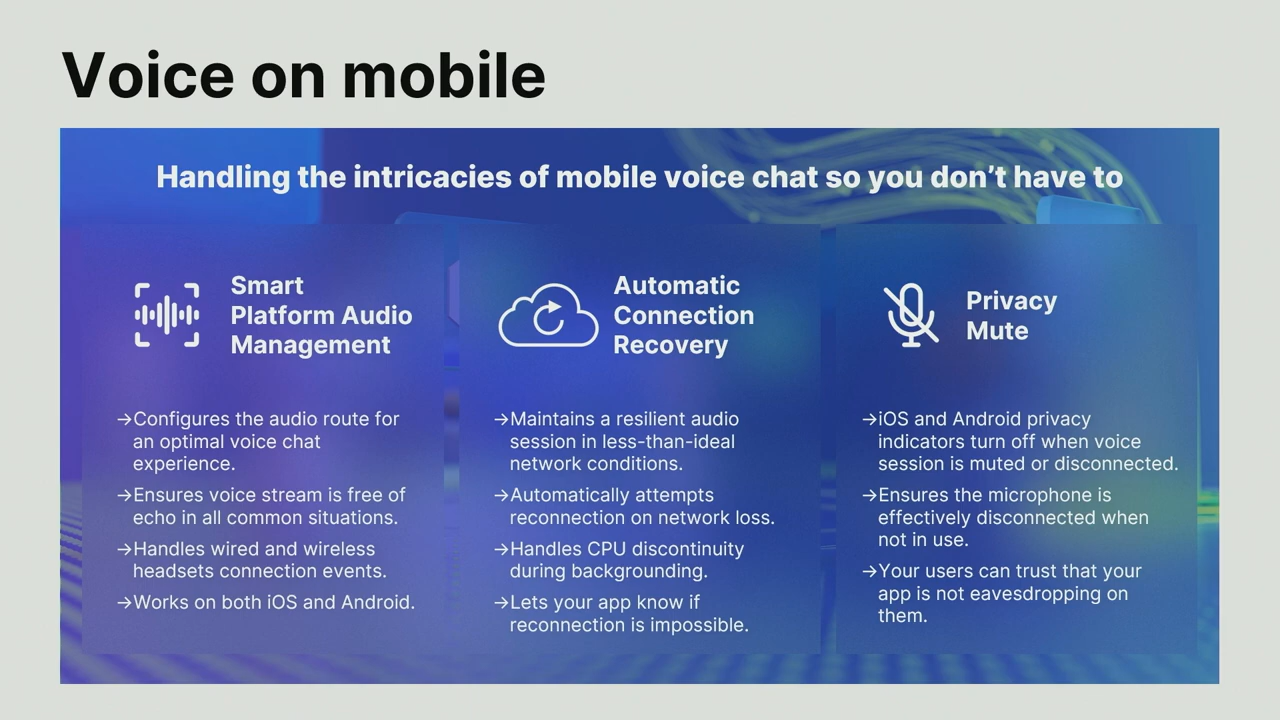 Voice on mobile
Handling the intricacies of mobile voice chat so you don’t have to
Smart
Platform Audio
Management
→Configures the audio route for
an optimal voice chat
experience.
→Ensures voice stream is free of
echo in all common situations.
→Handles wired and wireless
headsets connection events.
→Works on both iOS and Android.
Automatic
Connection
Recovery
→Maintains a resilient audio
session in less-than-ideal
network conditions.
→Automatically attempts
reconnection on network loss.
→Handles CPU discontinuity
during backgrounding.
→Lets your app know if
reconnection is impossible.
Privacy
Mute
→iOS and Android privacy
indicators turn off when voice
session is muted or disconnected.
→Ensures the microphone is
effectively disconnected when
not in use.
→Your users can trust that your
app is not eavesdropping on
them.